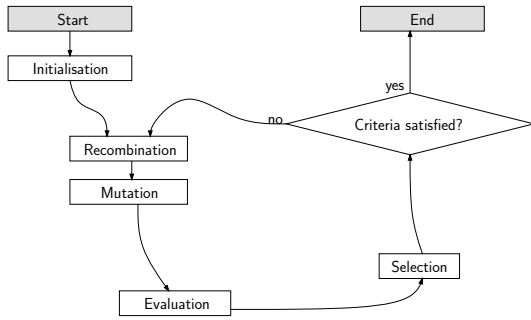 Start
End
Initialisation
yes
no
Criteria satisfied?
Recombination
Mutation
Selection
Evaluation